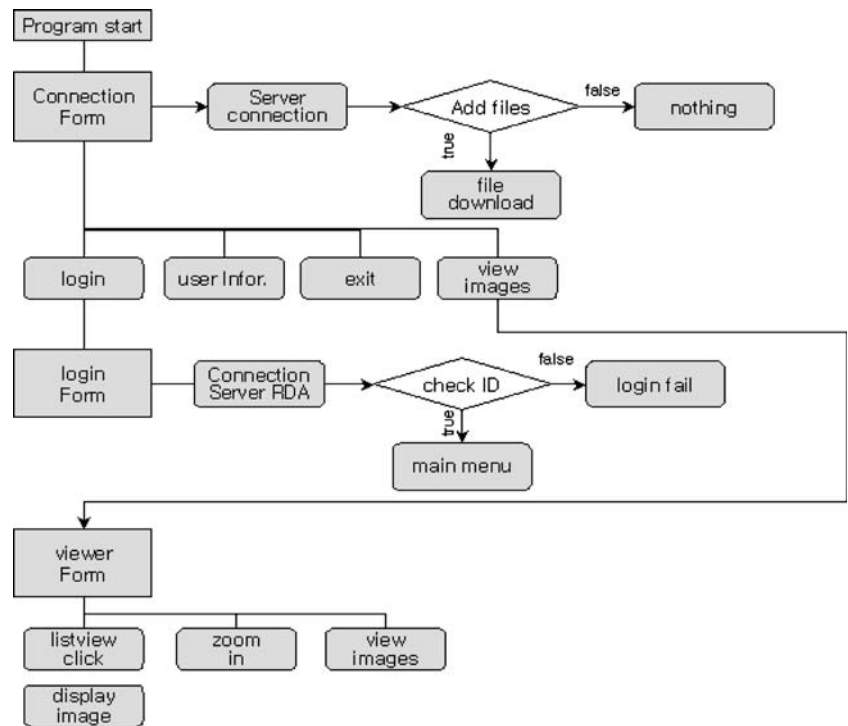 Program start
Connection
Form
Server
connection
Add files
false
nothing
true
file
download
login
user Infor.
exit
view
images
login
Form
Connection
Server RDA
check ID
false
login fail
true
main menu
viewer
Form
listview
click
zoom
in
view
images
display
image